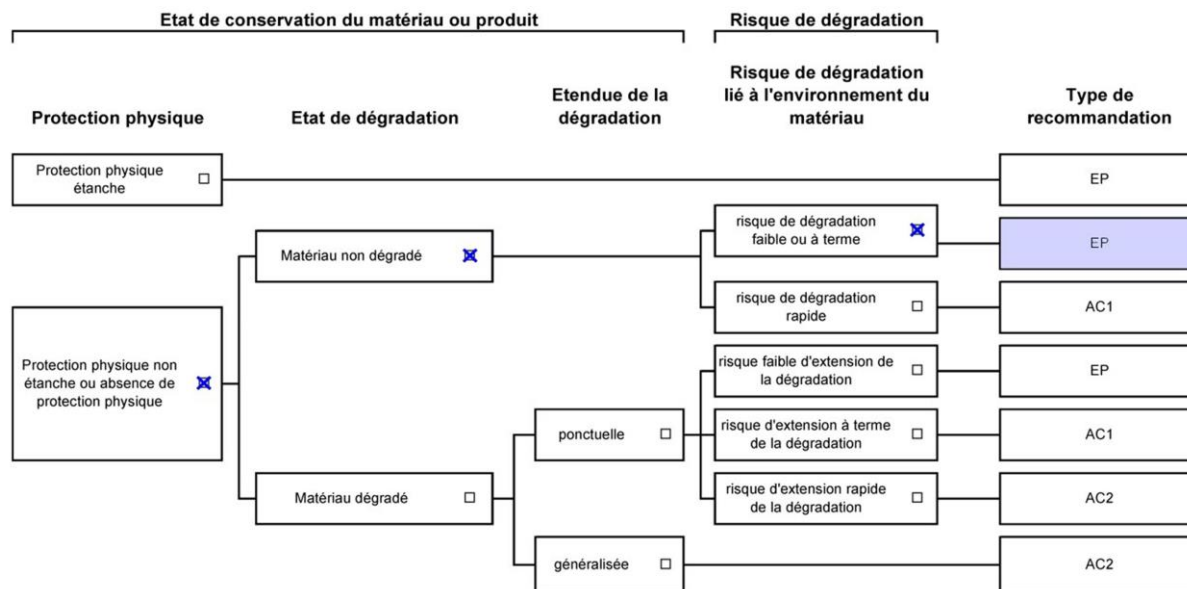 Etat de conservation du matériau ou produit
Risque de dégradation
Protection physique
Etat de dégradation
Etendue de la
dégradation
Risque de dégradation
lié à l'environnement du
matériau
Type de
recommandation
Protection physique
étanche
EP
risque de dégradation
faible ou à terme
EP
Matériau non dégradé
risque de dégradation
rapide
AC1
Protection physique non
étanche ou absence de
protection physique
risque faible d'extension de
la dégradation
EP
ponctuelle
risque d'extension à terme
de la dégradation
AC1
Matériau dégradé
risque d'extension rapide
de la dégradation
AC2
généralisée
AC2